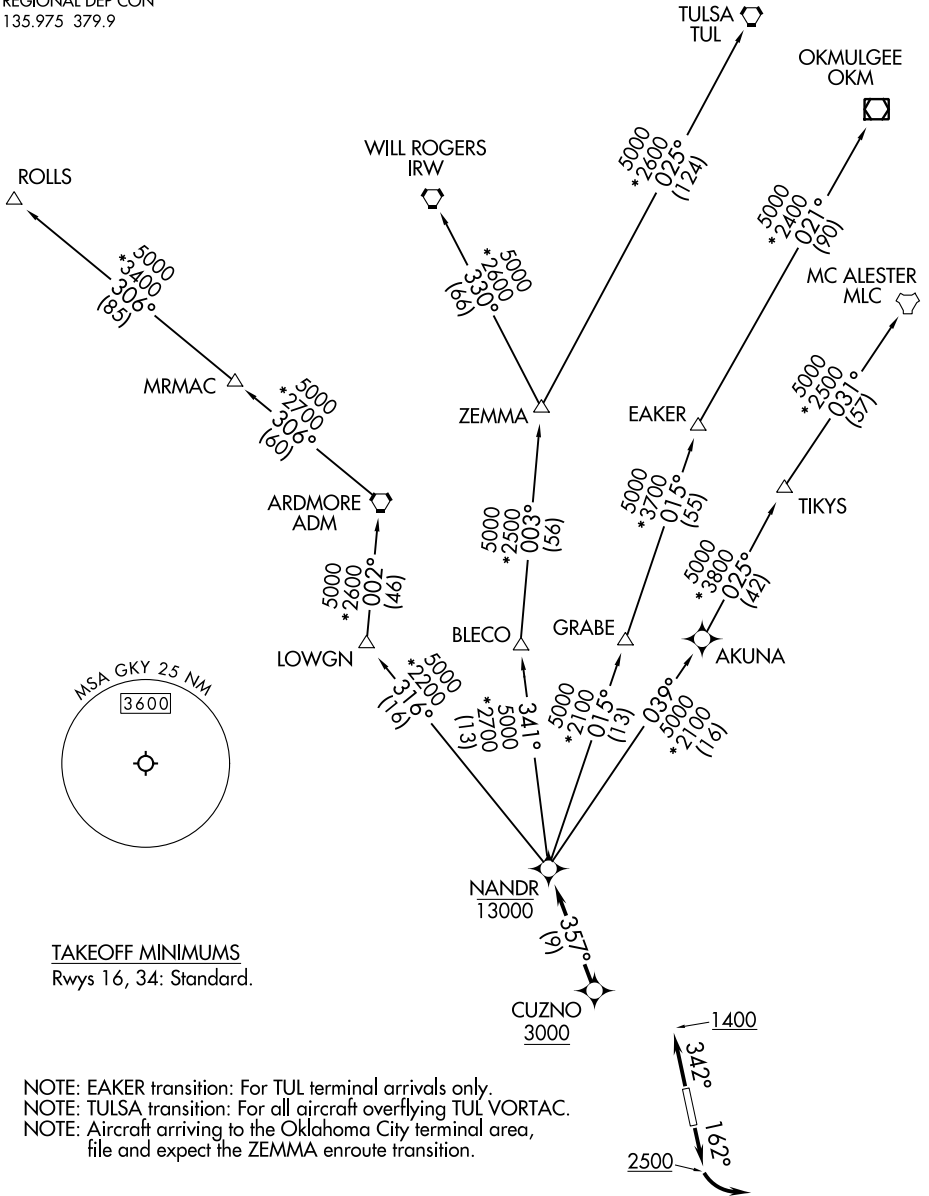 REGIONAL DEP CON
135.975 379.9
TULSA
TUL
OKMULGEE
OKM
WILL ROGERS
IRW
5000
*2600
025°
(124)
ROLLS
5000
*2400
021°
(90)
5000
*3400
306°
(85)
5000
*2600
330°
(66)
MC ALESTER
MLC
MRMAC
5000
*2700
306°
(60)
ZEMMA
EAKER
5000
*2500
031°
(57)
ARDMORE
ADM
5000
*2500
003°
(56)
5000
*3700
015°
(55)
TIKYS
5000
*2600
002°
(46)
5000
*3800
025°
(42)
LOWGN
BLECO
GRABE
AKUNA
MSA GKY 25 NM
3600
5000
*2200
316°
(16)
341°
5000
*2700
(13)
5000
*2100
015°
(13)
039°
5000
*2100
(16)
NANDR
13000
357°
(9)
TAKEOFF MINIMUMS
Rwys 16, 34: Standard.
CUZNO
3000
1400
342°
162°
2500
NOTE: EAKER transition: For TUL terminal arrivals only.
NOTE: TULSA transition: For all aircraft overflying TUL VORTAC.
NOTE: Aircraft arriving to the Oklahoma City terminal area,
file and expect the ZEMMA enroute transition.